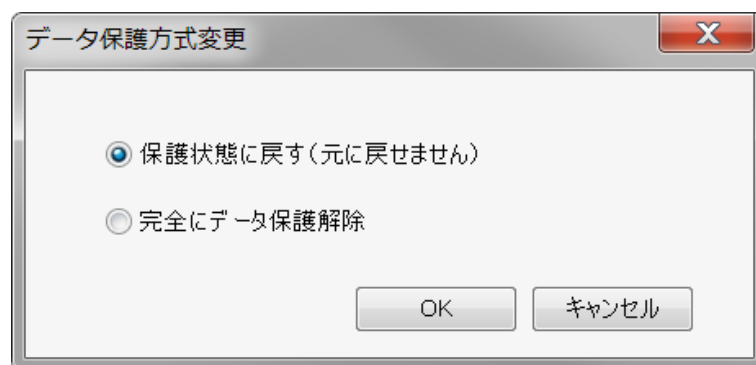 データ保護方式変更
保護状態に戻す(元に戻せません)
完全にデータ保護解除
OK
キャンセル